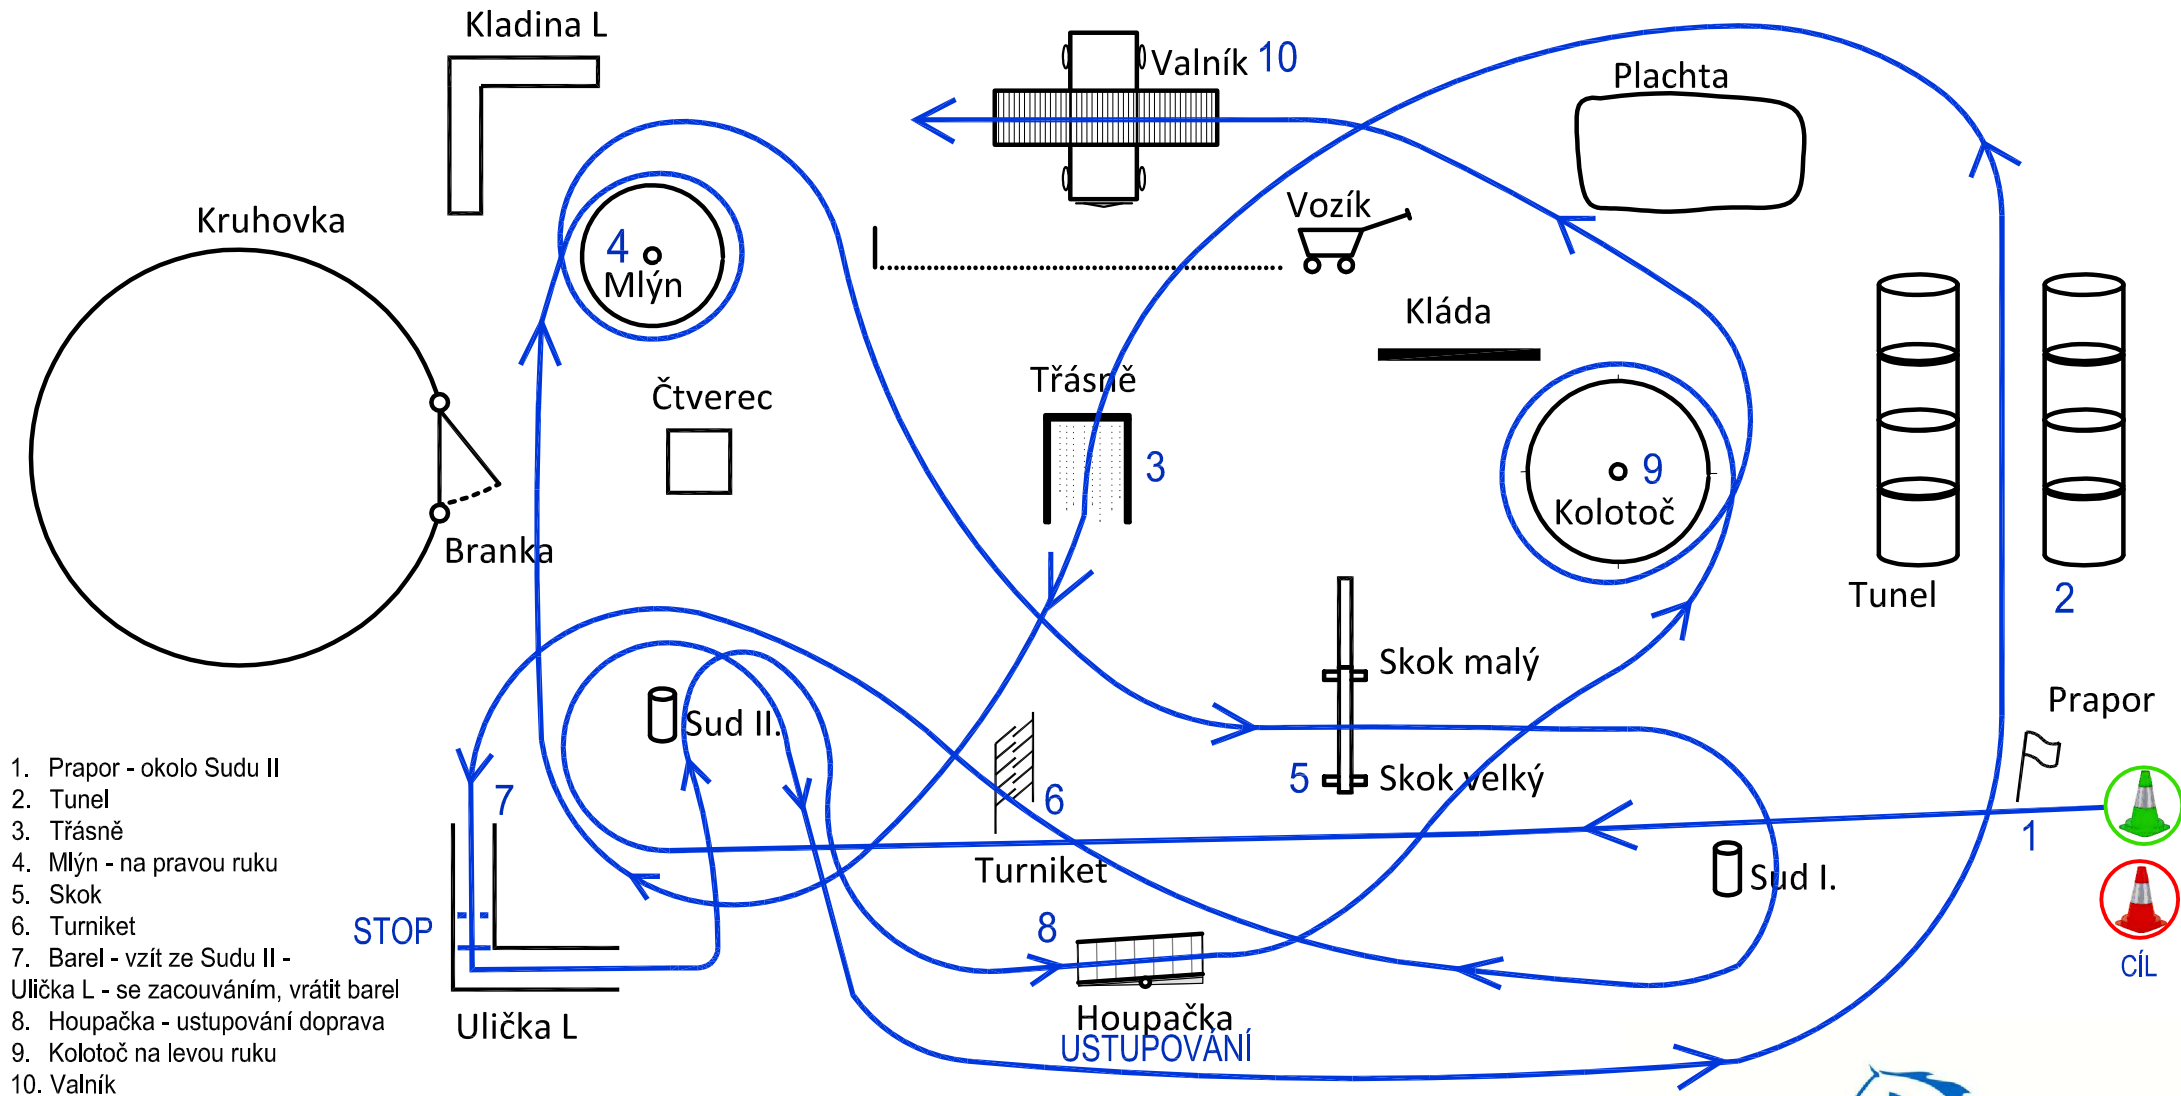 Kladina L
Valník 10
Plachta
Kruhovka
Vozík
4
Mlýn
Kláda
Třásně
Čtverec
3
9
Kolotoč
Branka
Tunel
2
Skok malý
Prapor
Sud II.
5
Skok velký
7
6
1
Turniket
Sud I.
STOP
8
CÍL
Ulička L
Houpačka
USTUPOVÁNÍ
1. Prapor - okolo Sudu II
2. Tunel
3. Třásně
4. Mlýn - na pravou ruku
5. Skok
6. Turniket
7. Barel - vzít ze Sudu II -
Ulička L - se zacouváním, vrátit barel
8. Houpačka - ustupování doprava
9. Kolotoč na levou ruku
10. Valník